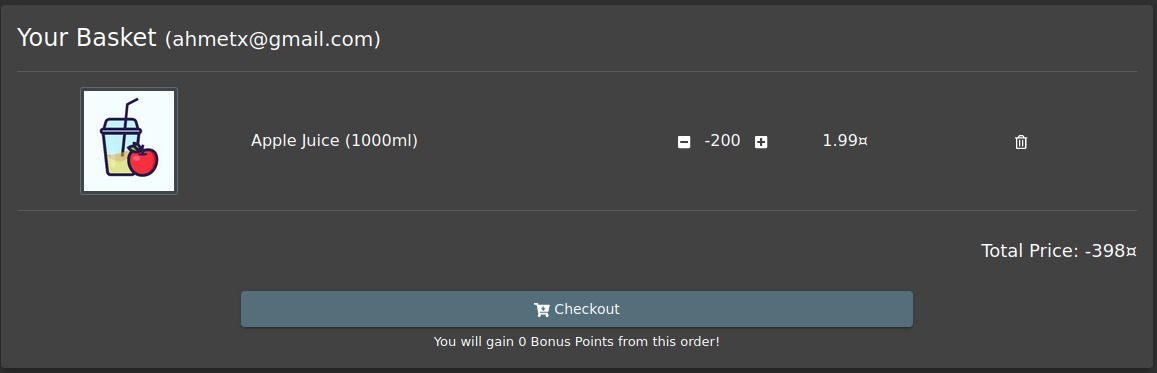 Your Basket (ahmetx@gmail.com)
Apple Juice (1000ml) -200 1.99¤
Total Price: -398¤
Checkout
You will gain 0 Bonus Points from this order!